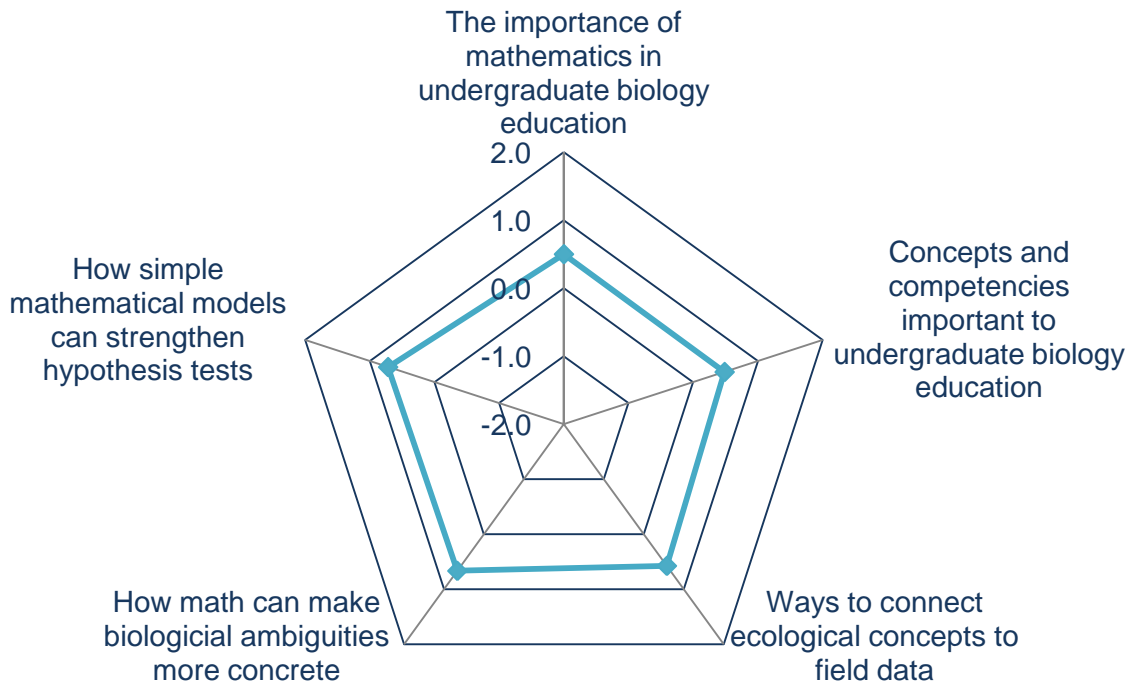 The importance of
mathematics in
undergraduate biology
education
2.0
1.0
0.0
-1.0
-2.0
Concepts and
competencies
important to
undergraduate biology
education
How simple
mathematical models
can strengthen
hypothesis tests
Ways to connect
ecological concepts to
field data
How math can make
biologicial ambiguities
more concrete